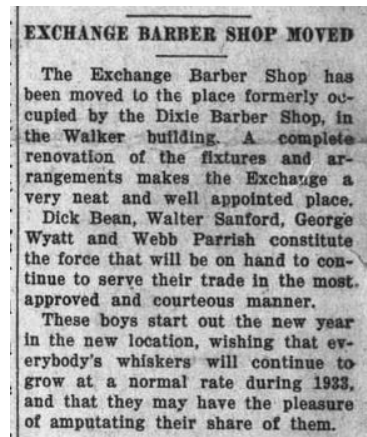 EXCHANGE BARBER SHOP MOVED
The Exchange Barber Shop has
been moved to the place formerly oc-
cupied by the Dixie Barber Shop, in
the Walker building. A complete
renovation of the fixtures and ar-
rangements makes the Exchange a
very neat and well appointed place.
Dick Bean, Walter Sanford, George
Wyatt and Webb Parrish constitute
the force that will be on hand to con-
tinue to serve their trade in the most
approved and courteous manner.
These boys start out the new year
in the new location, wishing that ev-
erybody's whiskers will continue to
grow at a normal rate during 1933,
and that they may have the pleasure
of amputating their share of them.